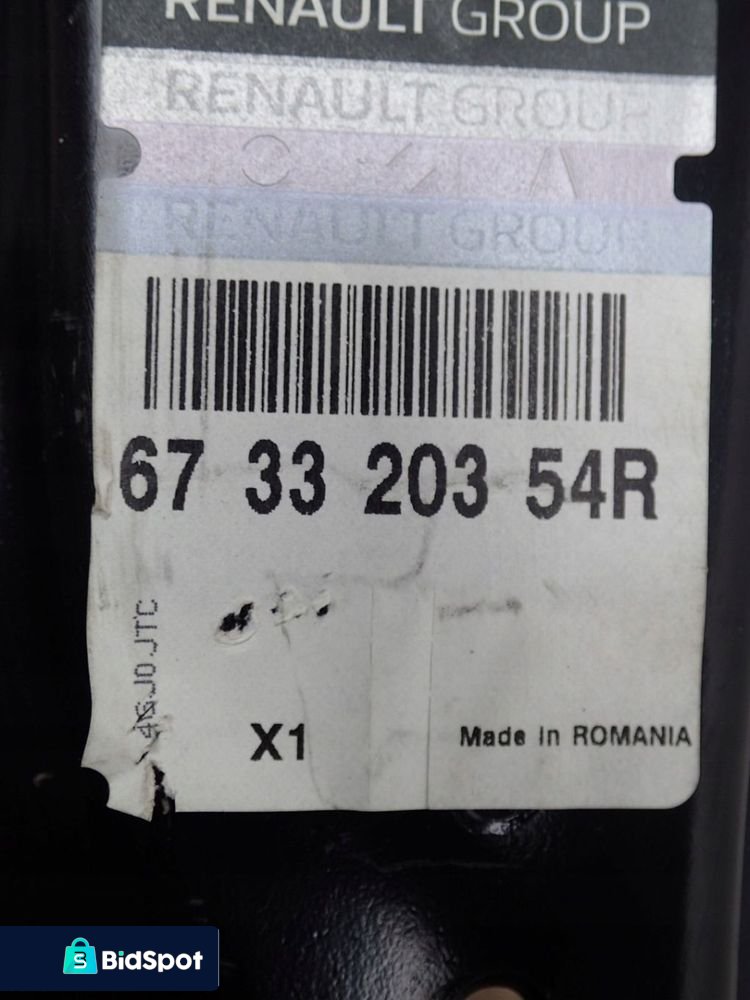 RENAULT GROUP
RENAULT GROUP
RENAULT GROUP
67 33 203 54R
X1
Made in ROMANIA
BidSpot